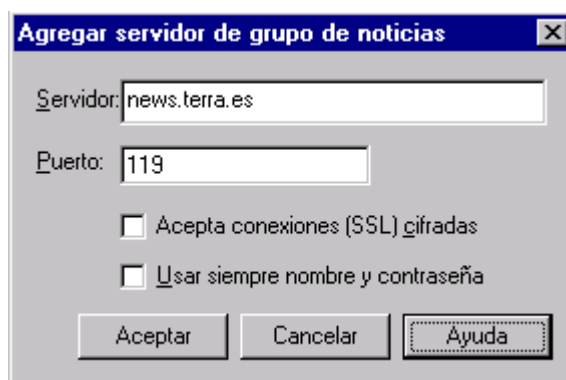 Agregar servidor de grupo de noticias
Servidor: news.terra.es
Puerto: 119
Acepta conexiones (SSL) cifradas
Usar siempre nombre y contraseña
Aceptar Cancelar Ayuda